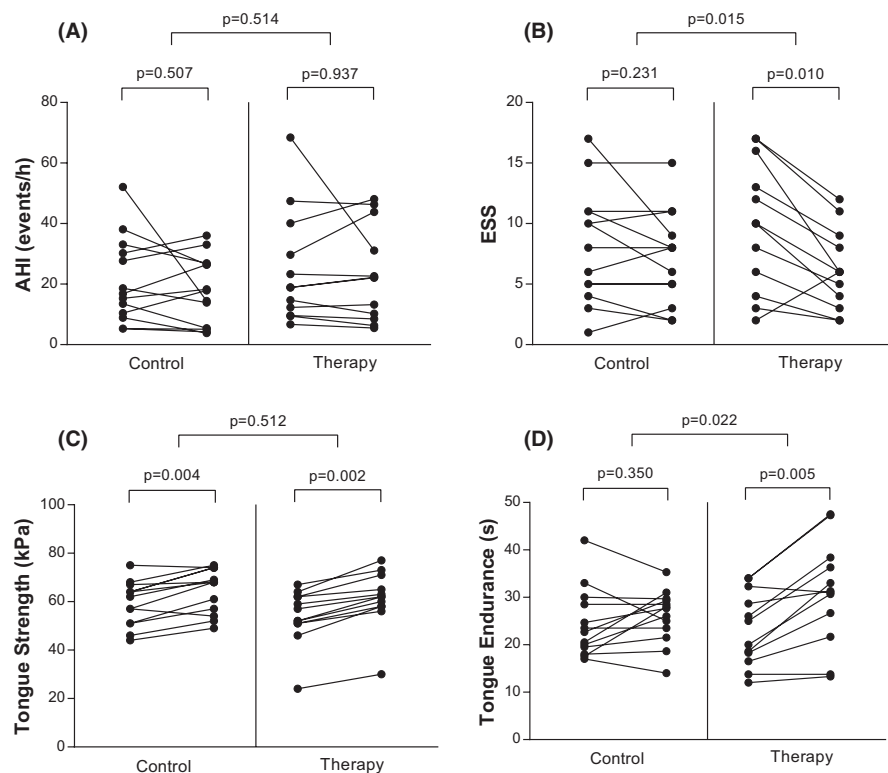 (A)
p=0.514
p=0.507
p=0.937
80
60
40
20
0
AHI (events/h)
Control
Therapy
(B)
p=0.015
p=0.231
p=0.010
20
15
10
5
0
ESS
Control
Therapy
(C)
p=0.512
p=0.004
p=0.002
100
80
60
40
20
0
Tongue Strength (kPa)
Control
Therapy
(D)
p=0.022
p=0.350
p=0.005
50
40
30
20
10
0
Tongue Endurance (s)
Control
Therapy